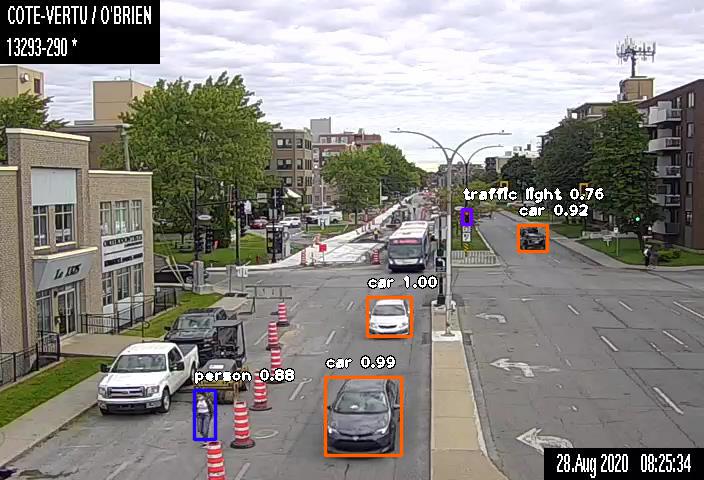 COTE-VERTU / O'BRIEN
13293-290 *
traffic light 0.76
car 0.92
car 1.00
car 0.99
person 0.88
28.Aug 2020 08:25:34